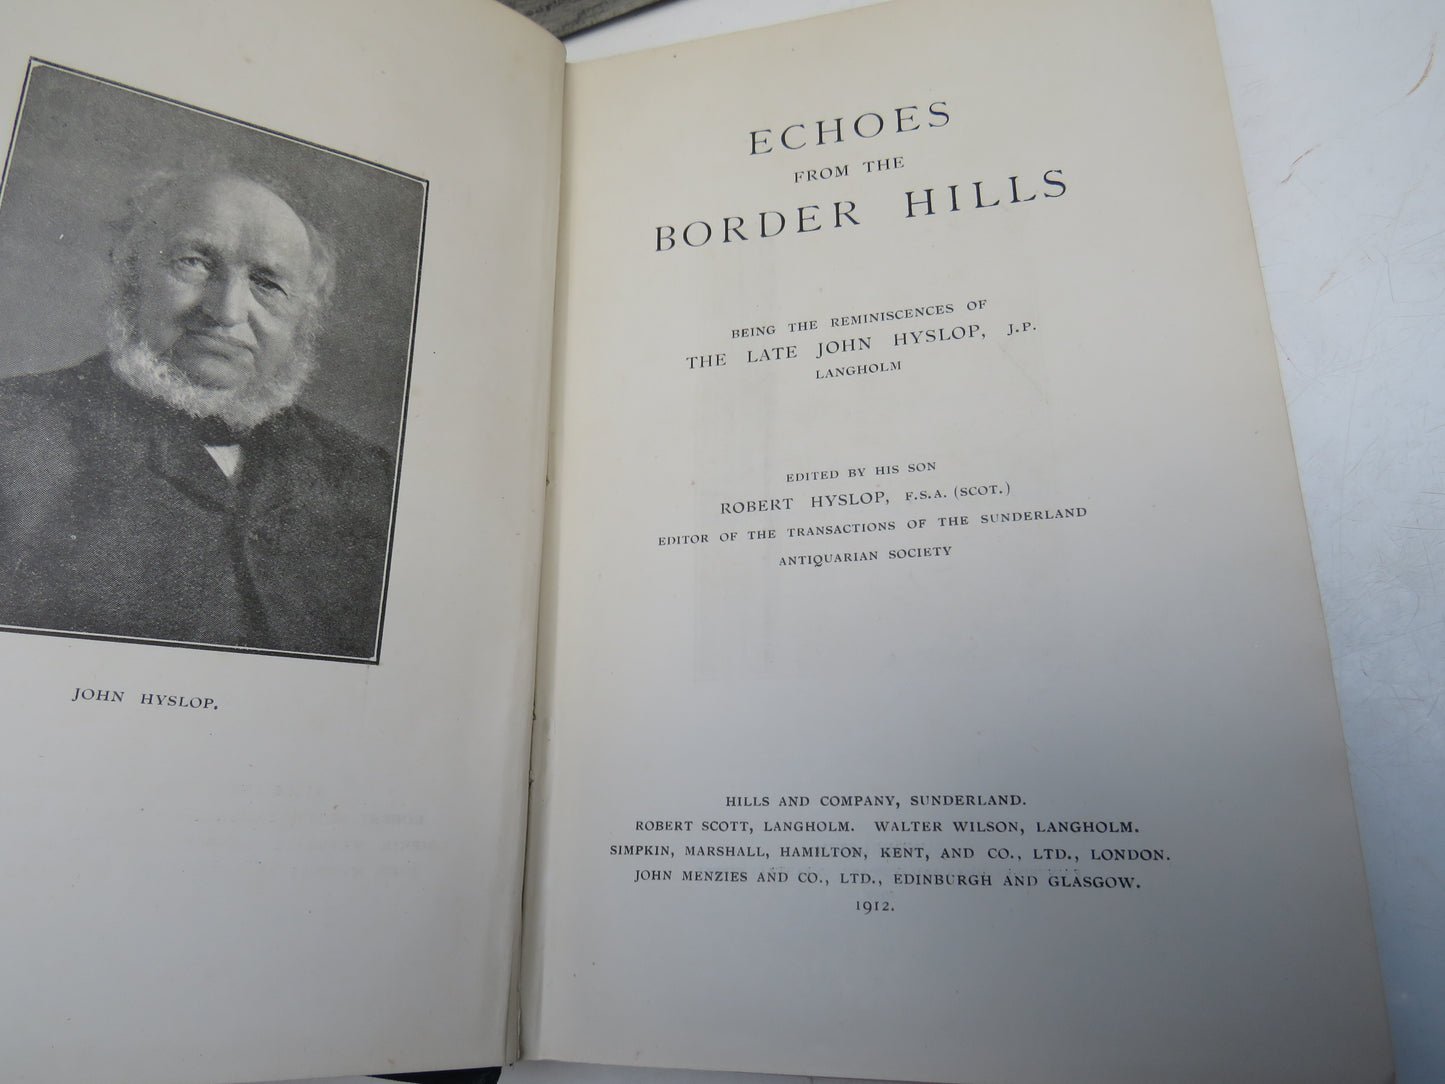 JOHN HYSLOP.
ECHOES
FROM THE
BORDER HILLS
BEING THE REMINISCENCES OF
THE LATE JOHN HYSLOP, J.P.
LANGHOLM
EDITED BY HIS SON
ROBERT HYSLOP, F.S.A. (SCOT.)
EDITOR OF THE TRANSACTIONS OF THE SUNDERLAND
ANTIQUARIAN SOCIETY
HILLS AND COMPANY, SUNDERLAND.
ROBERT SCOTT, LANGHOLM. WALTER WILSON, LANGHOLM.
SIMPKIN, MARSHALL, HAMILTON, KENT, AND CO., LTD., LONDON.
JOHN MENZIES AND CO., LTD., EDINBURGH AND GLASGOW.
1912.